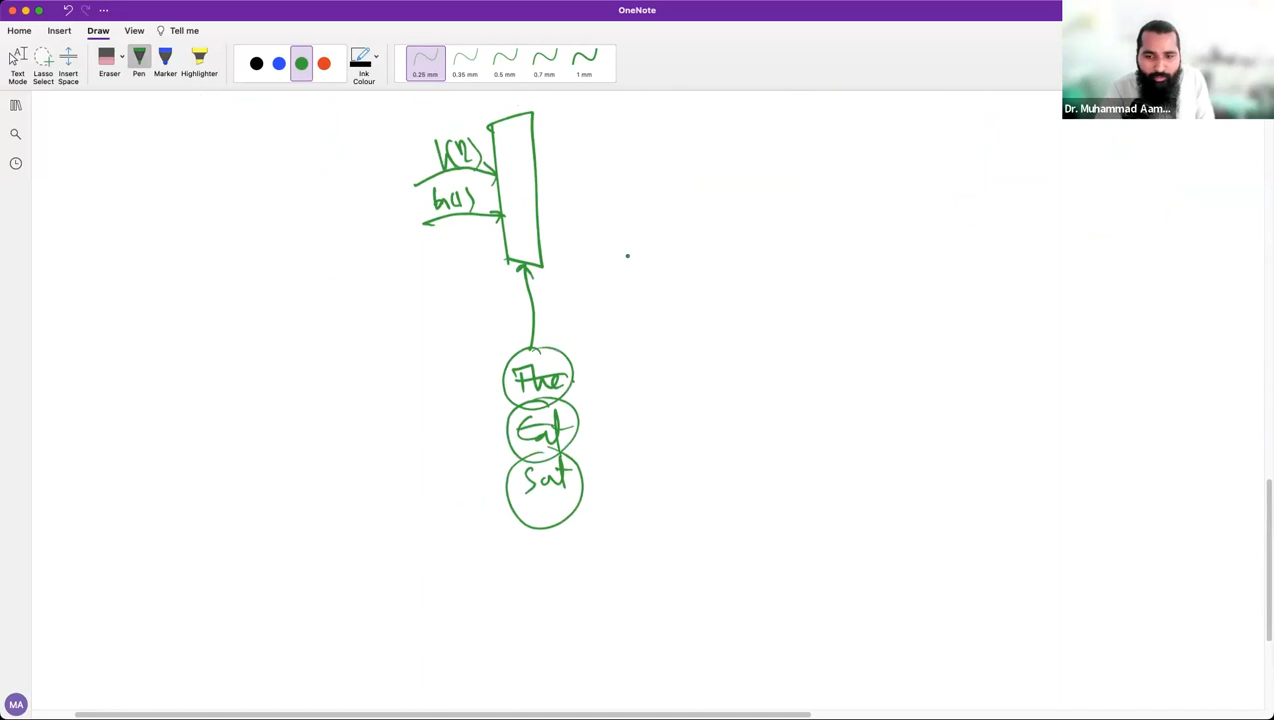 OneNote
Home Insert Draw View Tell me
Text Mode Lasso Select Insert Space Eraser Pen Marker Highlighter Ink Colour 0.25 mm 0.35 mm 0.5 mm 0.7 mm 1 mm
Dr. Muhammad Aam...
The
Cat
Sat
MA